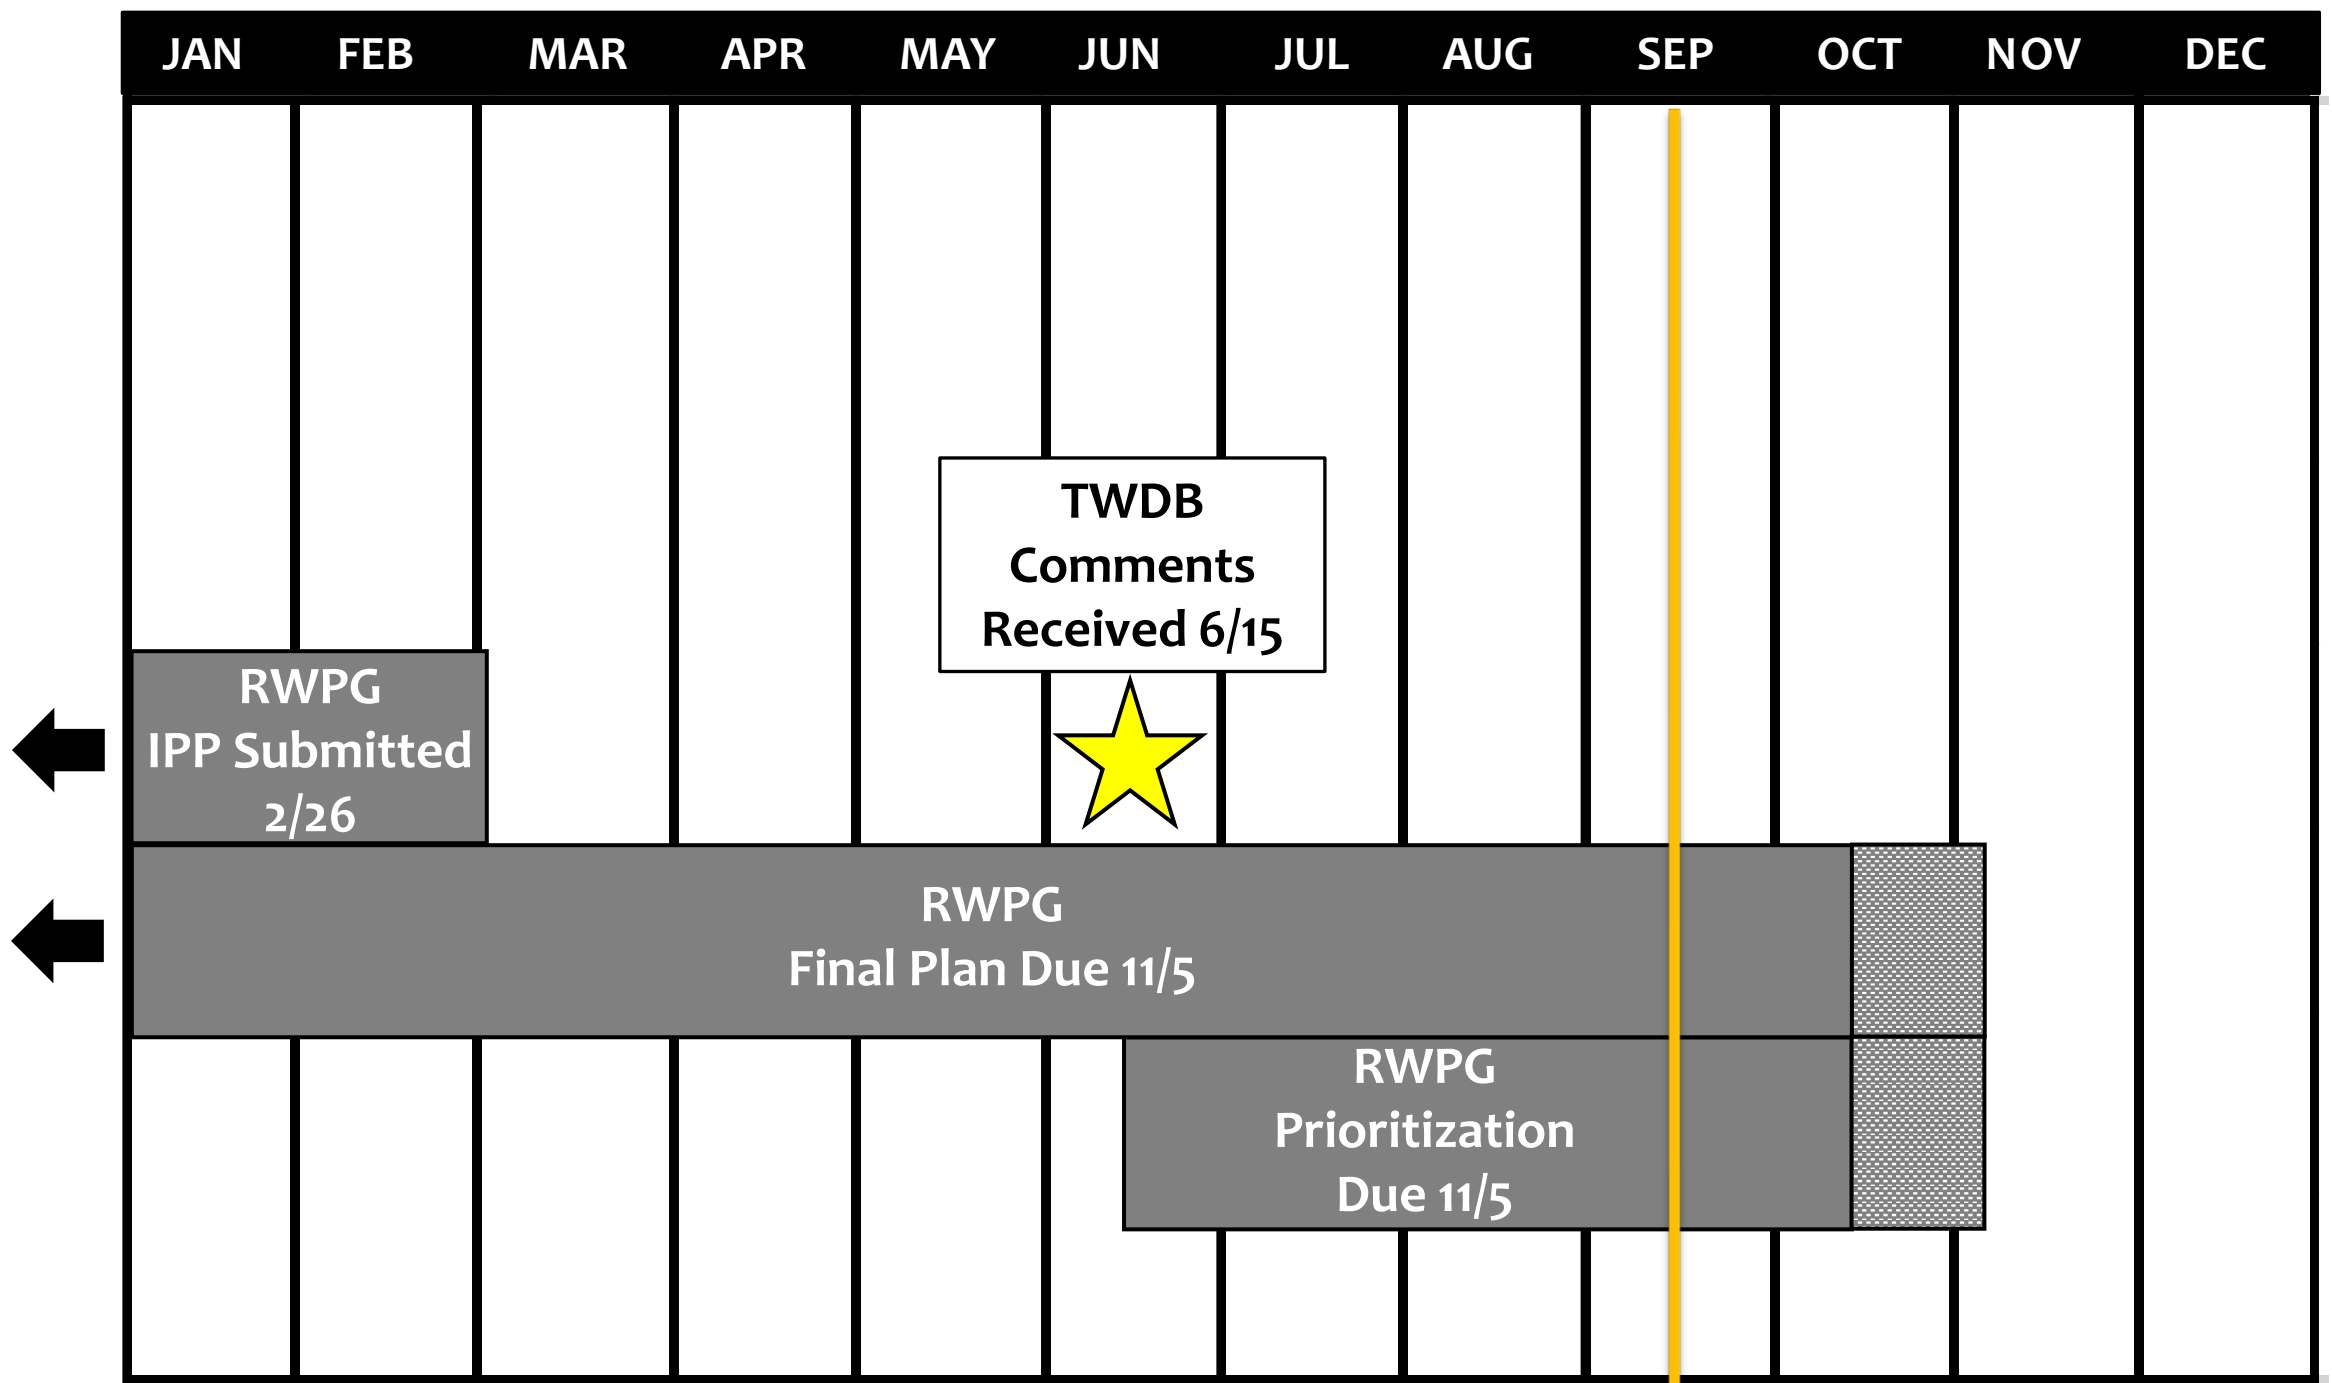 JAN FEB MAR APR MAY JUN JUL AUG SEP OCT NOV DEC
TWDB
Comments
Received 6/15
RWPG
IPP Submitted
2/26
RWPG
Final Plan Due 11/5
RWPG
Prioritization
Due 11/5